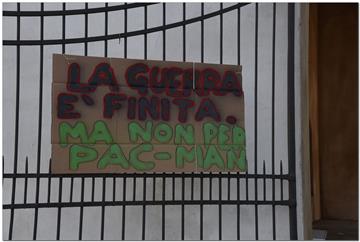 LA GUERRA
E' FINITA.
MA NON PER
PAC-MAN